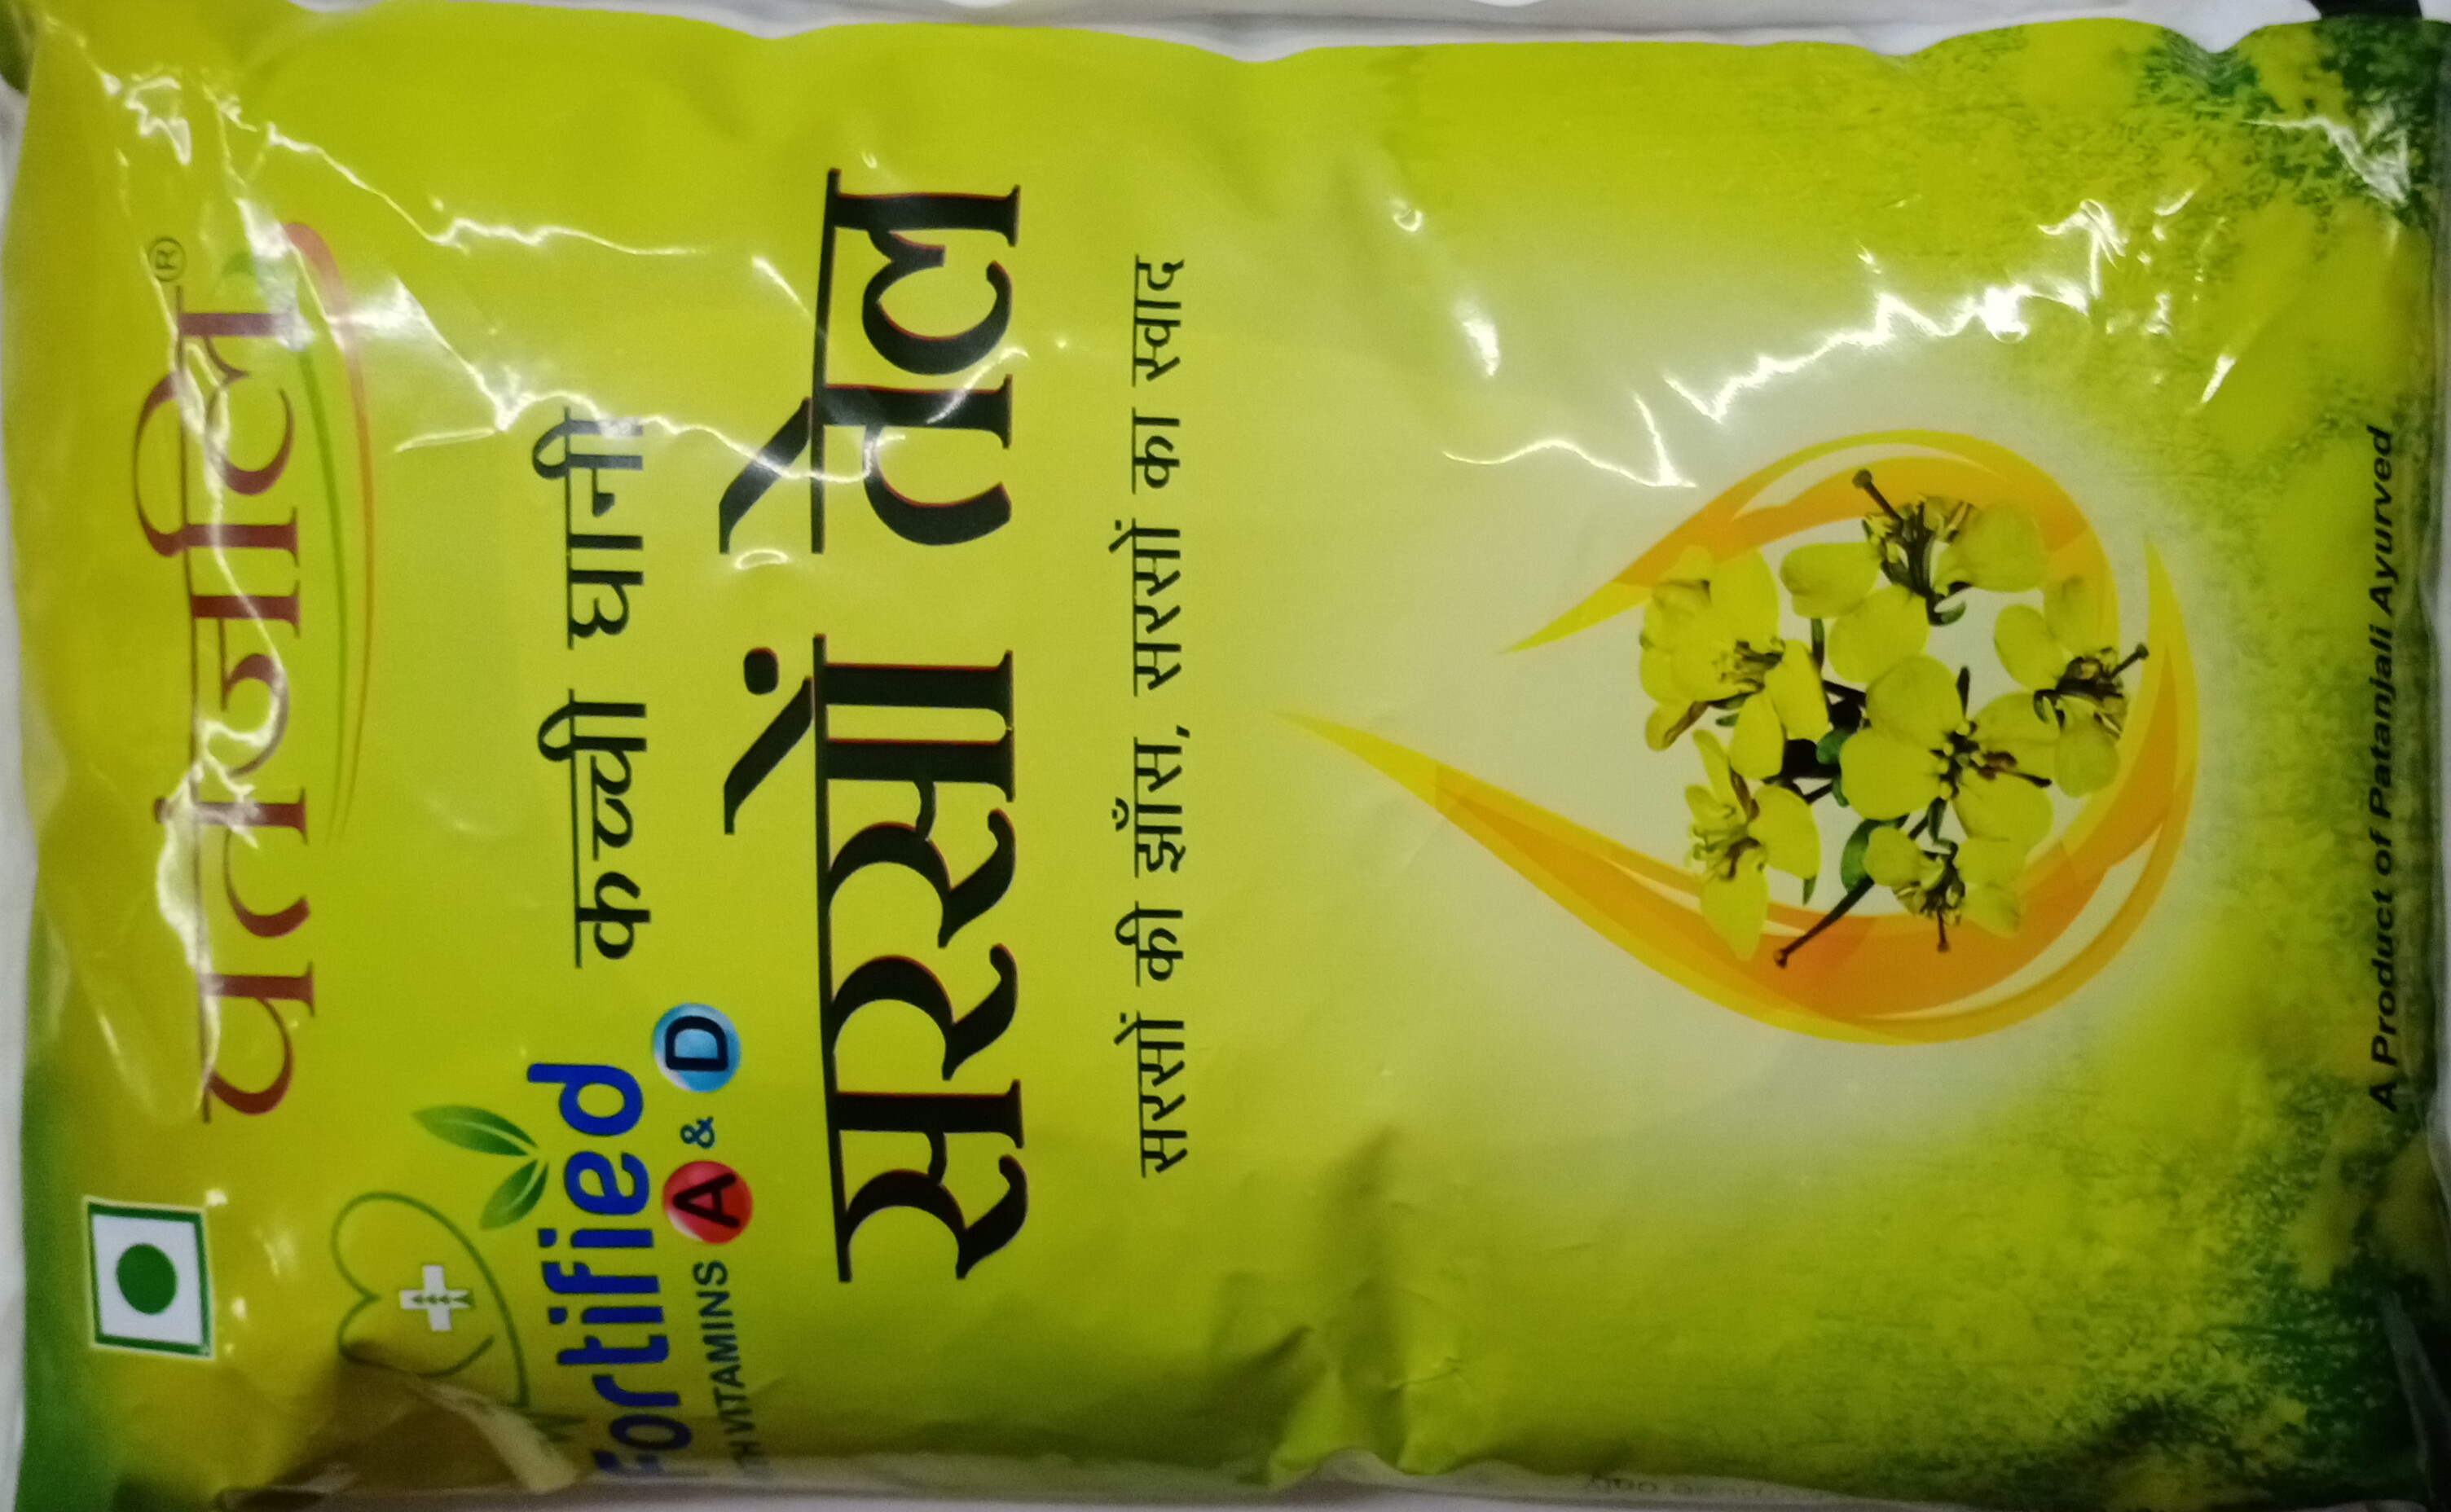 पतंजलि®
कच्ची घानी
Fortified
VITAMINS A & D
सरसों तेल
सरसों की झाँस, सरसों का स्वाद
A Product of Patanjali Ayurved